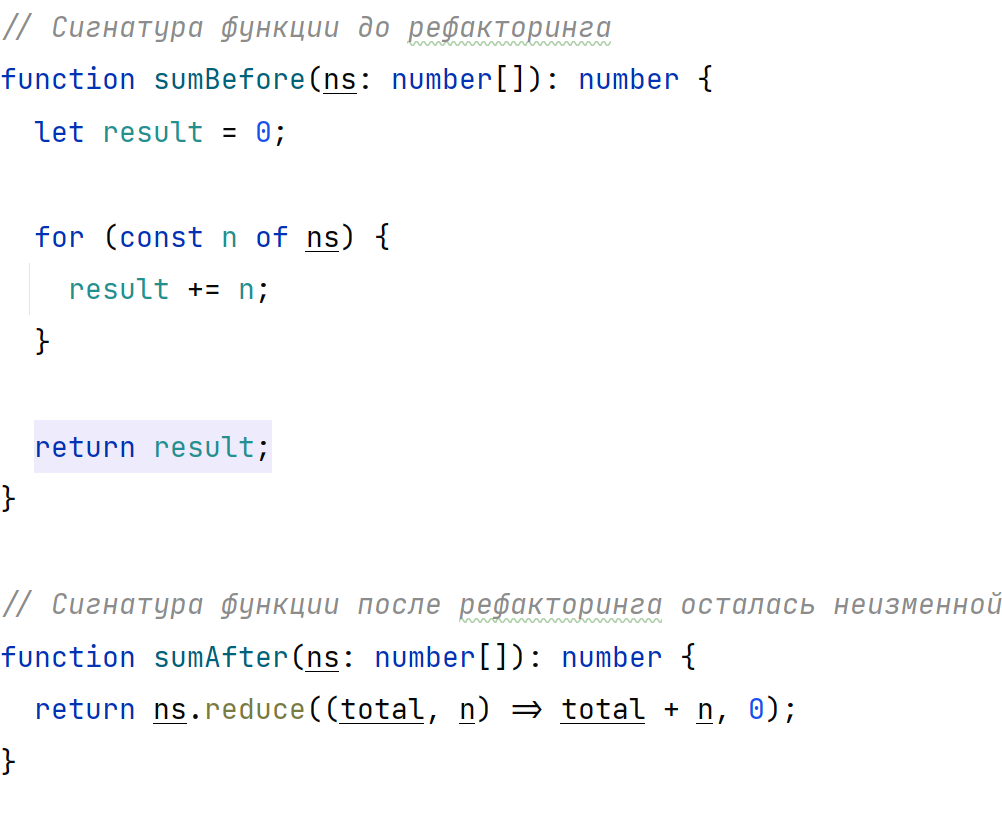 // Сигнатура функции до рефакторинга
function sumBefore(ns: number[]): number {
let result = 0;
for (const n of ns) {
result += n;
}
return result;
}
// Сигнатура функции после рефакторинга осталась неизменной
function sumAfter(ns: number[]): number {
return ns.reduce((total, n) => total + n, 0);
}